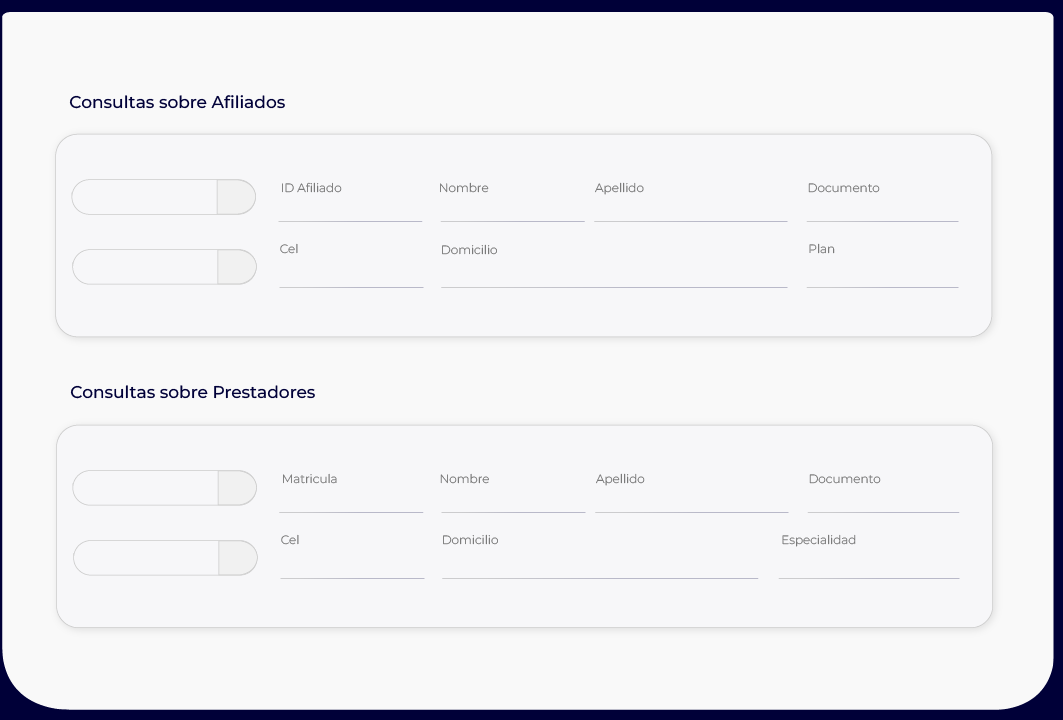 Consultas sobre Afiliados
ID Afiliado Nombre Apellido Documento
Cel Domicilio Plan
Consultas sobre Prestadores
Matricula Nombre Apellido Documento
Cel Domicilio Especialidad